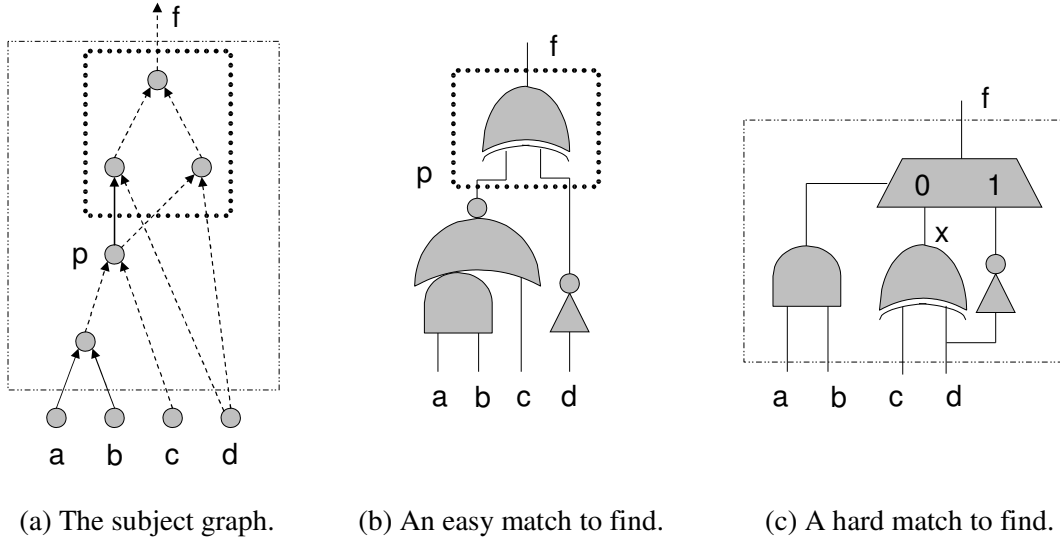 f
p
a b c d
(a) The subject graph.
f
p
a b c d
(b) An easy match to find.
f
0 1
x
a b c d
(c) A hard match to find.